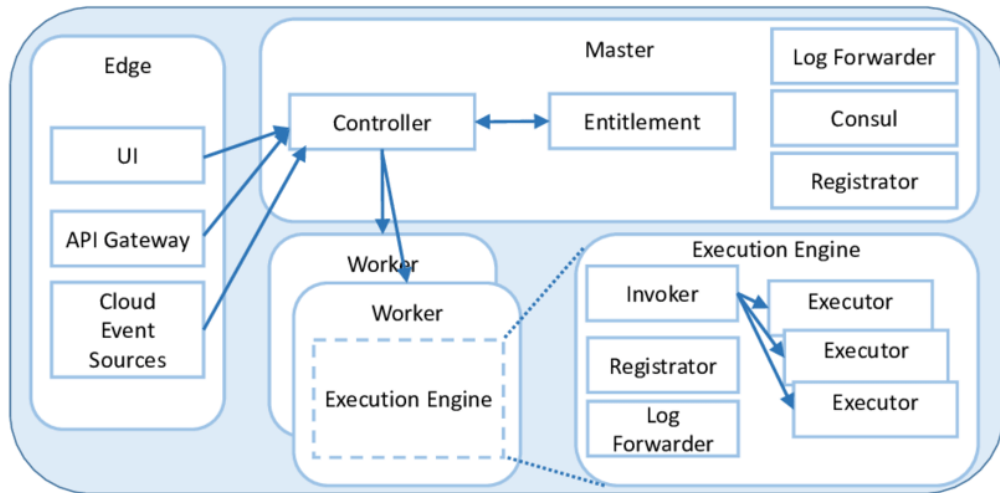 Edge
UI
API Gateway
Cloud
Event
Sources
Master
Controller
Entitlement
Log Forwarder
Consul
Registrator
Worker
Worker
Execution Engine
Execution Engine
Invoker
Registrator
Log
Forwarder
Executor
Executor
Executor